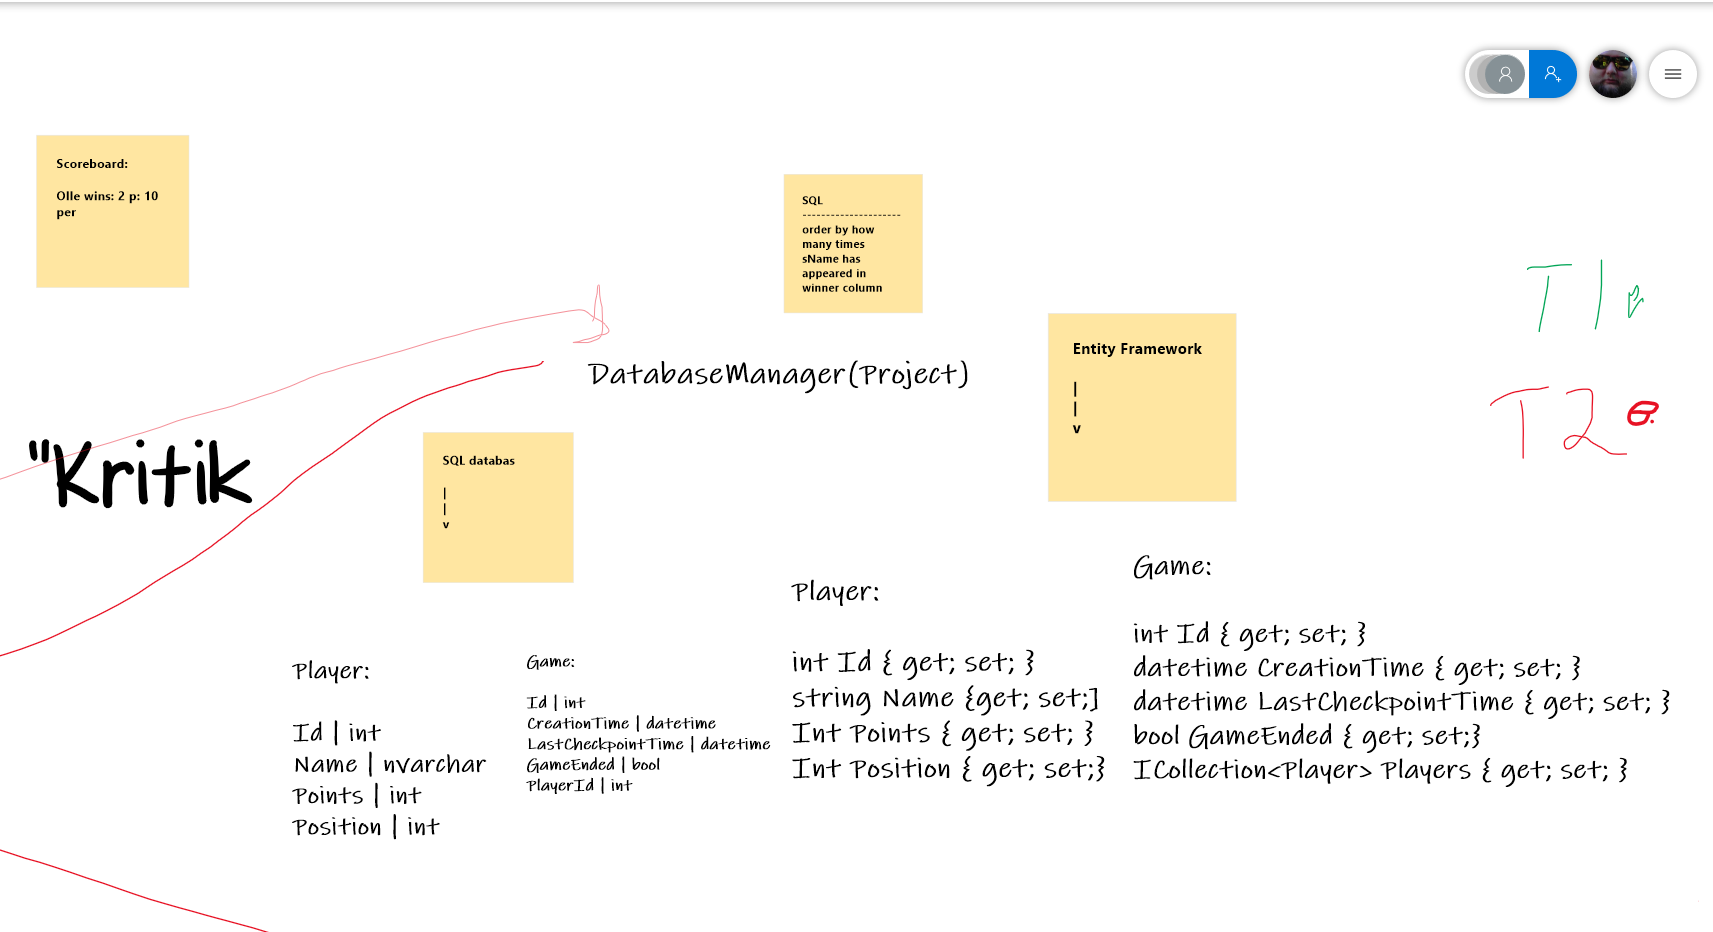 Scoreboard:
Olle wins: 2 p: 10
per
SQL
---------------------
order by how
many times
sName has
appeared in
winner column
DatabaseManager(Project)
Entity Framework
|
|
v
T1
T2
"Kritik
SQL databas
|
|
v
Player:
Id | int
Name | nvarchar
Points | int
Position | int
Game:
Id | int
CreationTime | datetime
LastCheckpointTime | datetime
GameEnded | bool
PlayerId | int
Player:
int Id { get; set; }
string Name {get; set;]
Int Points { get; set; }
Int Position { get; set;}
Game:
int Id { get; set; }
datetime CreationTime { get; set; }
datetime LastCheckpointTime { get; set; }
bool GameEnded { get; set;}
ICollection<Player> Players { get; set; }